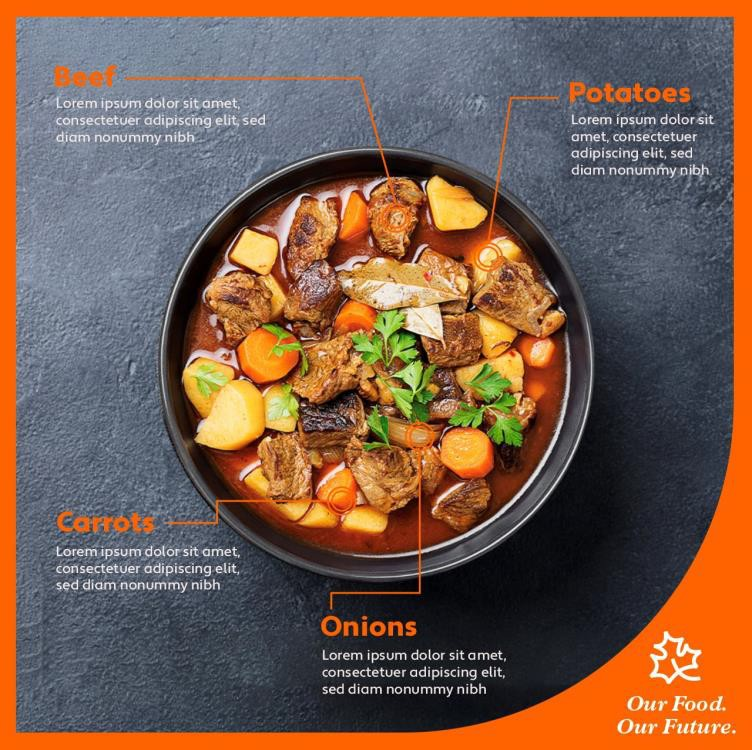 Beef
Lorem ipsum dolor sit amet,
consectetuer adipiscing elit, sed
diam nonummy nibh
Potatoes
Lorem ipsum dolor sit
amet, consectetuer
adipiscing elit, sed
diam nonummy nibh
Carrots
Lorem ipsum dolor sit amet,
consectetuer adipiscing elit,
sed diam nonummy nibh
Onions
Lorem ipsum dolor sit amet,
consectetuer adipiscing elit,
sed diam nonummy nibh
Our Food.
Our Future.